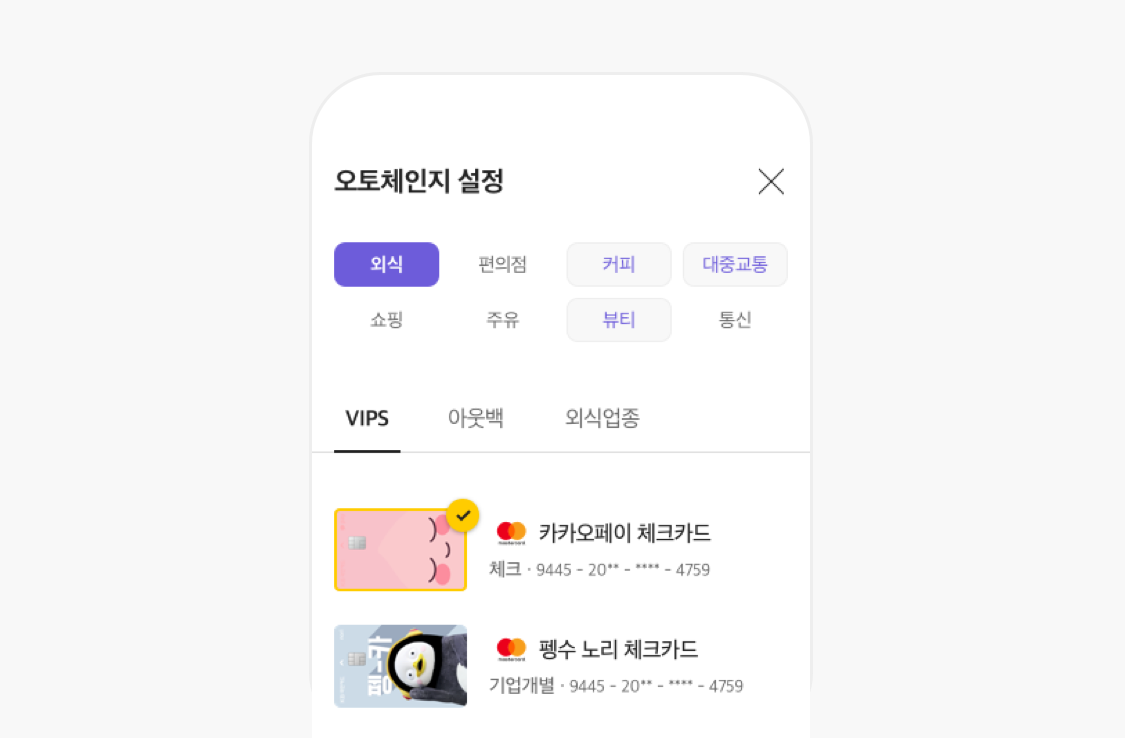 오토체인지 설정
외식 편의점 커피 대중교통
쇼핑 주유 뷰티 통신
VIPS 아웃백 외식업종
카카오페이 체크카드
체크 · 9445 - 20** - **** - 4759
펭수
펭수 노리 체크카드
기업개별 · 9445 - 20** - **** - 4759